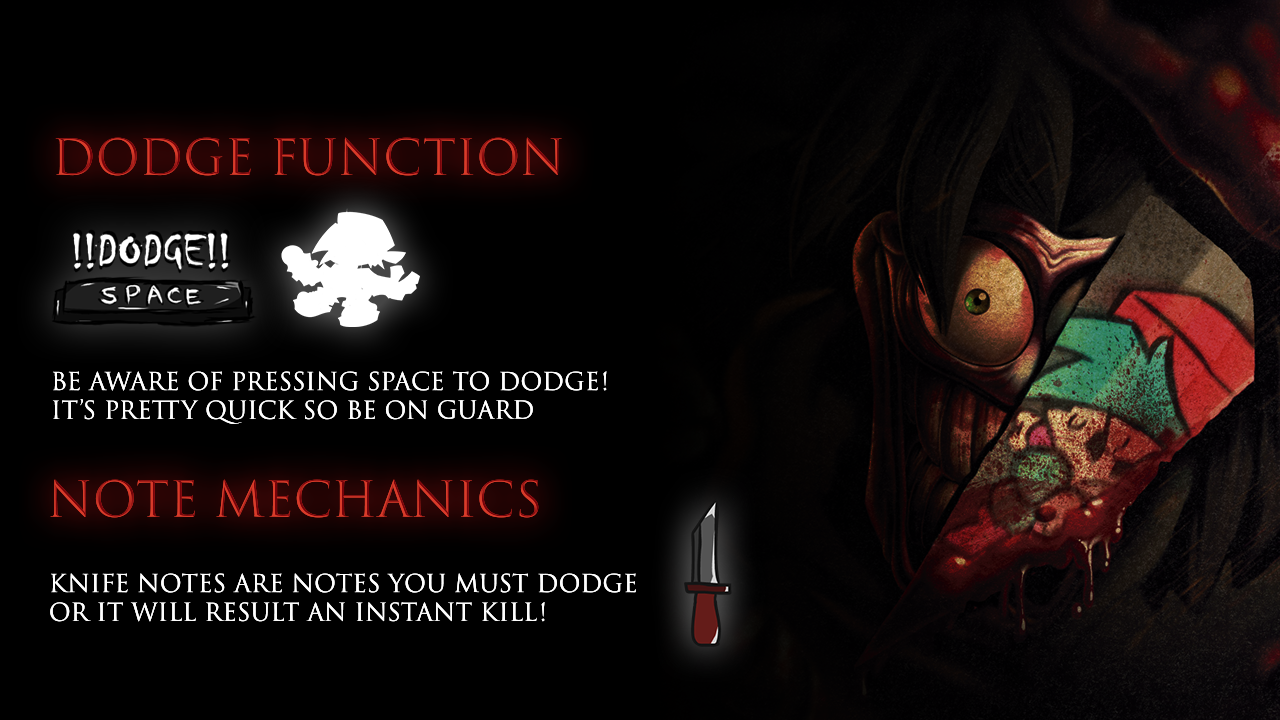 DODGE FUNCTION
!!DODGE!!
SPACE
BE AWARE OF PRESSING SPACE TO DODGE!
IT'S PRETTY QUICK SO BE ON GUARD
NOTE MECHANICS
KNIFE NOTES ARE NOTES YOU MUST DODGE
OR IT WILL RESULT AN INSTANT KILL!